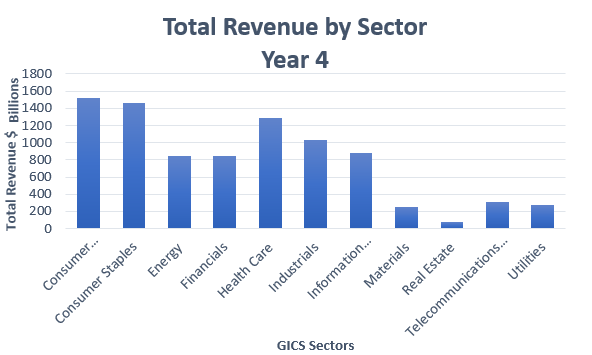 Total Revenue by Sector
Year 4
Total Revenue $ Billions
1800
1600
1400
1200
1000
800
600
400
200
0
Consumer...
Consumer Staples
Energy
Financials
Health Care
Industrials
Information...
Materials
Real Estate
Telecommunications...
Utilities
GICS Sectors